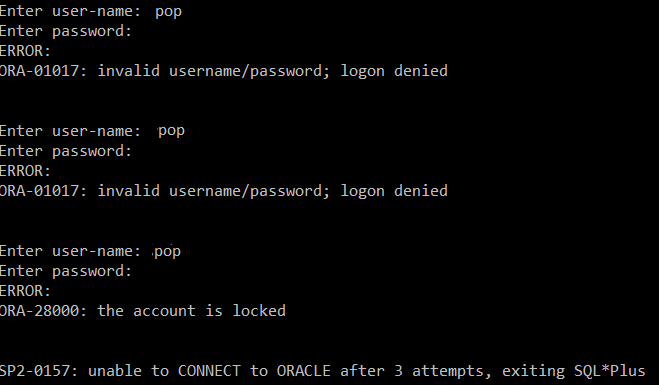 Enter user-name: pop
Enter password:
ERROR:
ORA-01017: invalid username/password; logon denied
Enter user-name: pop
Enter password:
ERROR:
ORA-01017: invalid username/password; logon denied
Enter user-name: pop
Enter password:
ERROR:
ORA-28000: the account is locked
SP2-0157: unable to CONNECT to ORACLE after 3 attempts, exiting SQL*Plus